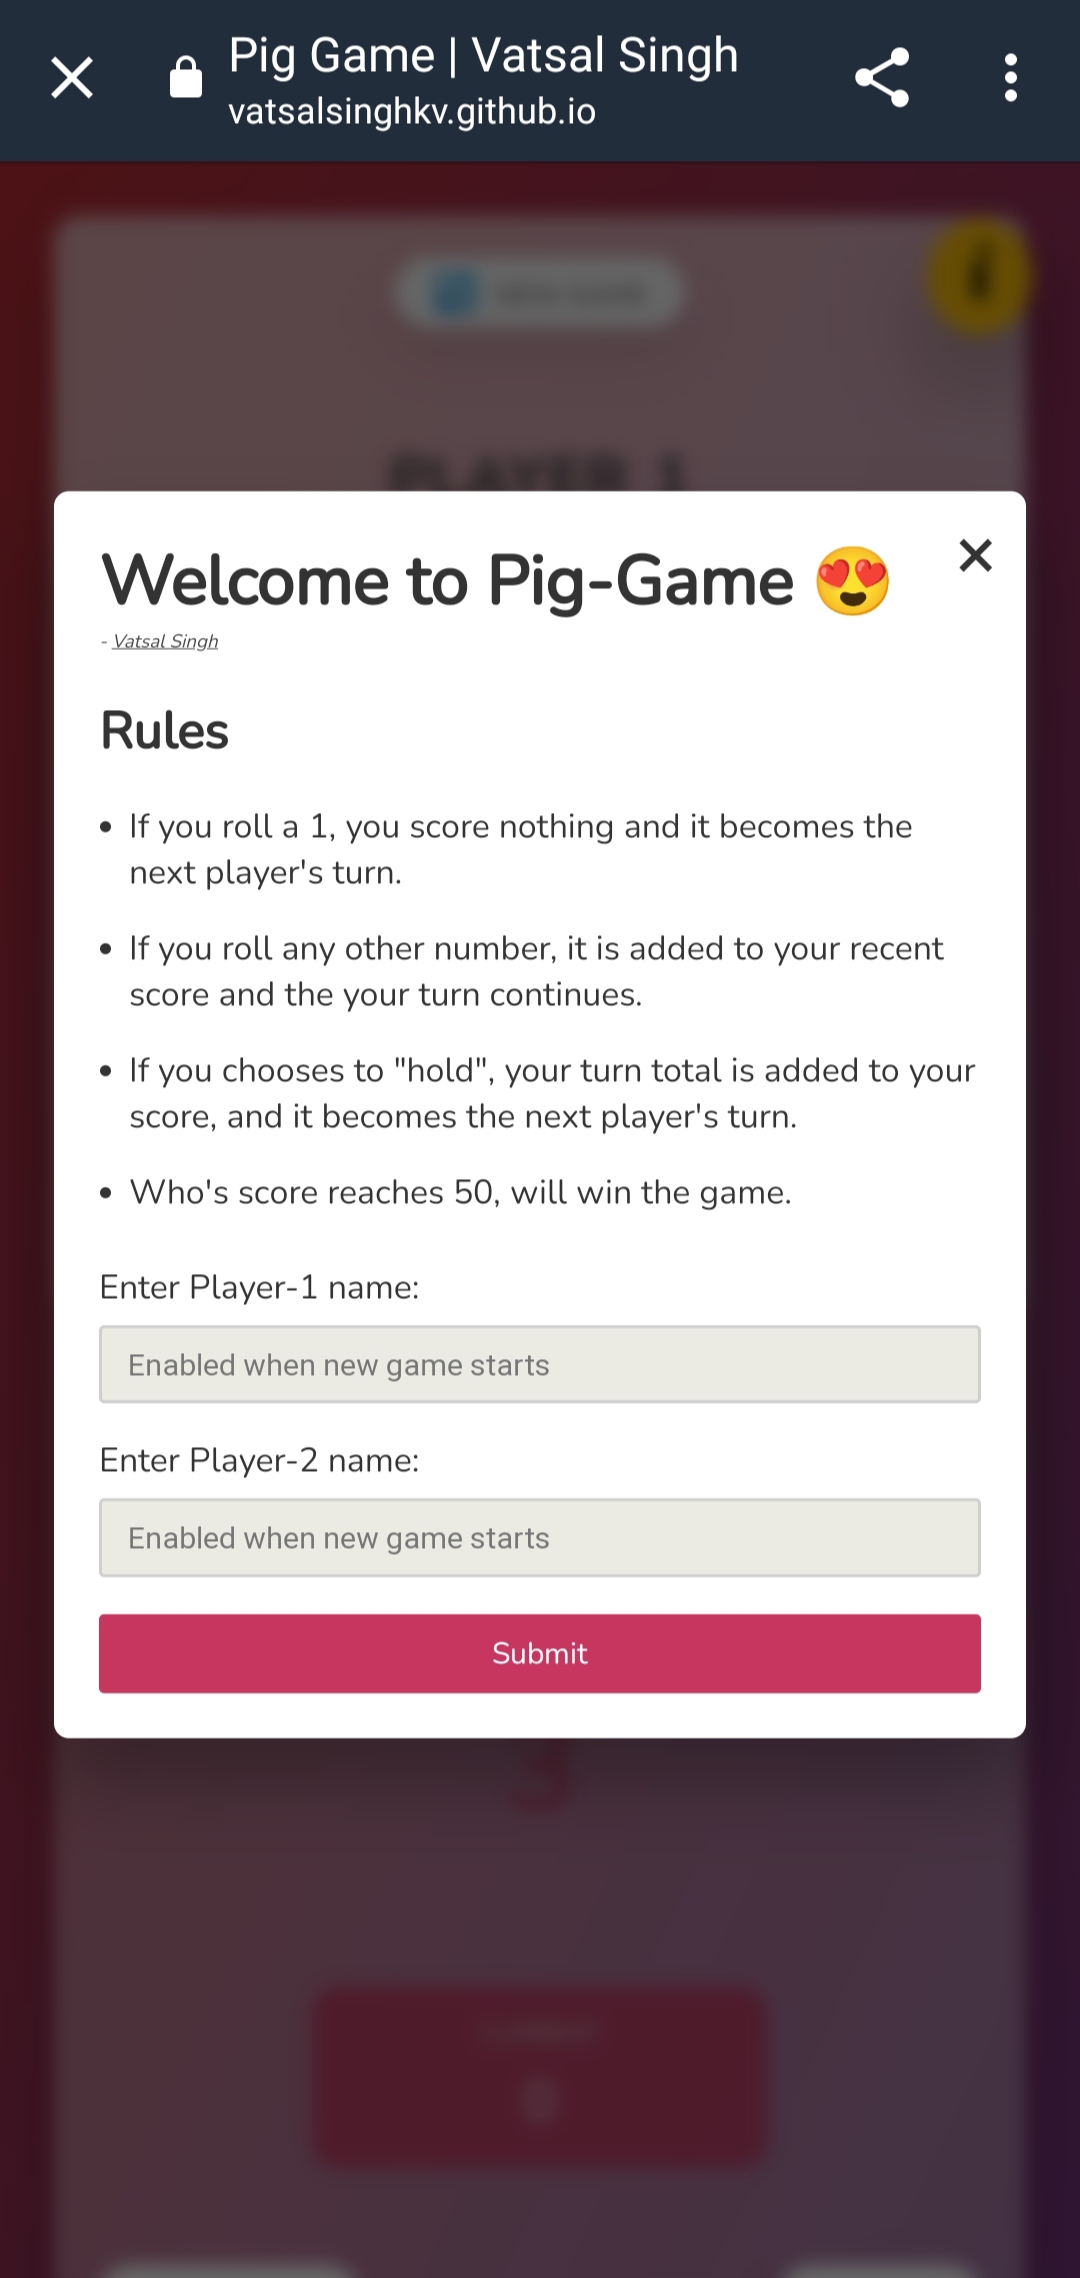 Pig Game | Vatsal Singh
vatsalsinghkv.github.io
NEW GAME
PLAYER 1
Welcome to Pig-Game 😍
- Vatsal Singh
Rules
• If you roll a 1, you score nothing and it becomes the
next player's turn.
• If you roll any other number, it is added to your recent
score and the your turn continues.
• If you chooses to "hold", your turn total is added to your
score, and it becomes the next player's turn.
• Who's score reaches 50, will win the game.
Enter Player-1 name:
Enabled when new game starts
Enter Player-2 name:
Enabled when new game starts
Submit
3
0